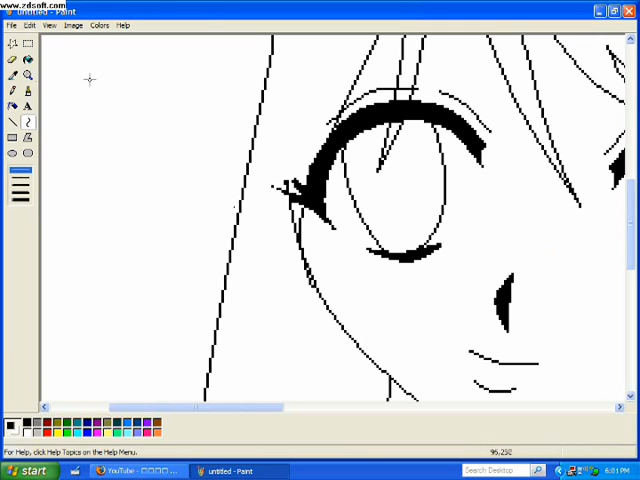 www.zdsoft.com
untitled - Paint
File Edit View Image Colors Help
For Help, click Help Topics on the Help Menu.
96,252
start
YouTube - □□□□ ...
untitled - Paint
Search Desktop
6:01 PM